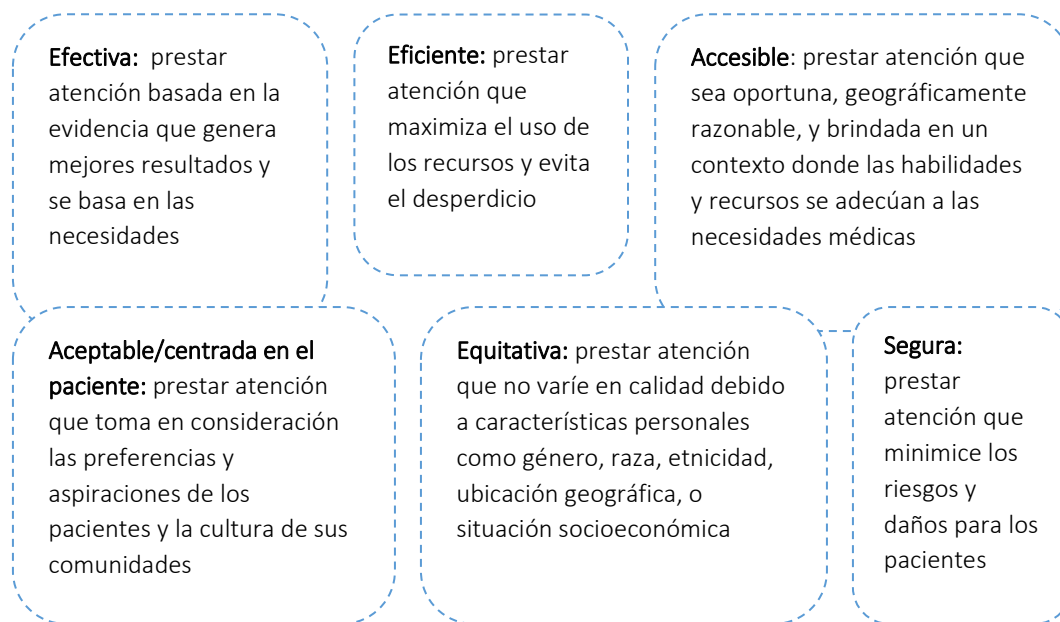 Efectiva: prestar
atención basada en la
evidencia que genera
mejores resultados y
se basa en las
necesidades
Eficiente: prestar
atención que
maximiza el uso de
los recursos y evita
el desperdicio
Accesible: prestar atención que
sea oportuna, geográficamente
razonable, y brindada en un
contexto donde las habilidades
y recursos se adecúan a las
necesidades médicas
Aceptable/centrada en el
paciente: prestar atención
que toma en consideración
las preferencias y
aspiraciones de los
pacientes y la cultura de sus
comunidades
Equitativa: prestar atención
que no varíe en calidad debido
a características personales
como género, raza, etnicidad,
ubicación geográfica, o
situación socioeconómica
Segura:
prestar
atención que
minimice los
riesgos y
daños para los
pacientes